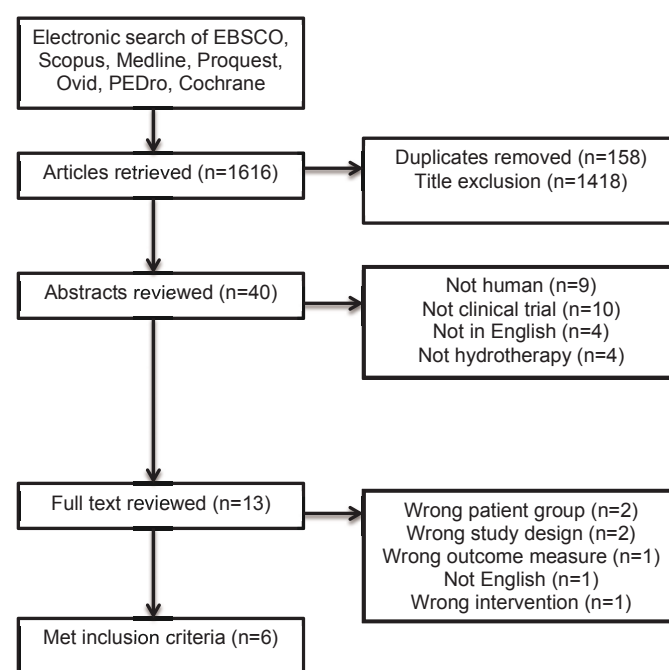 Electronic search of EBSCO,
Scopus, Medline, Proquest,
Ovid, PEDro, Cochrane
Articles retrieved (n=1616)
Duplicates removed (n=158)
Title exclusion (n=1418)
Abstracts reviewed (n=40)
Not human (n=9)
Not clinical trial (n=10)
Not in English (n=4)
Not hydrotherapy (n=4)
Full text reviewed (n=13)
Wrong patient group (n=2)
Wrong study design (n=2)
Wrong outcome measure (n=1)
Not English (n=1)
Wrong intervention (n=1)
Met inclusion criteria (n=6)